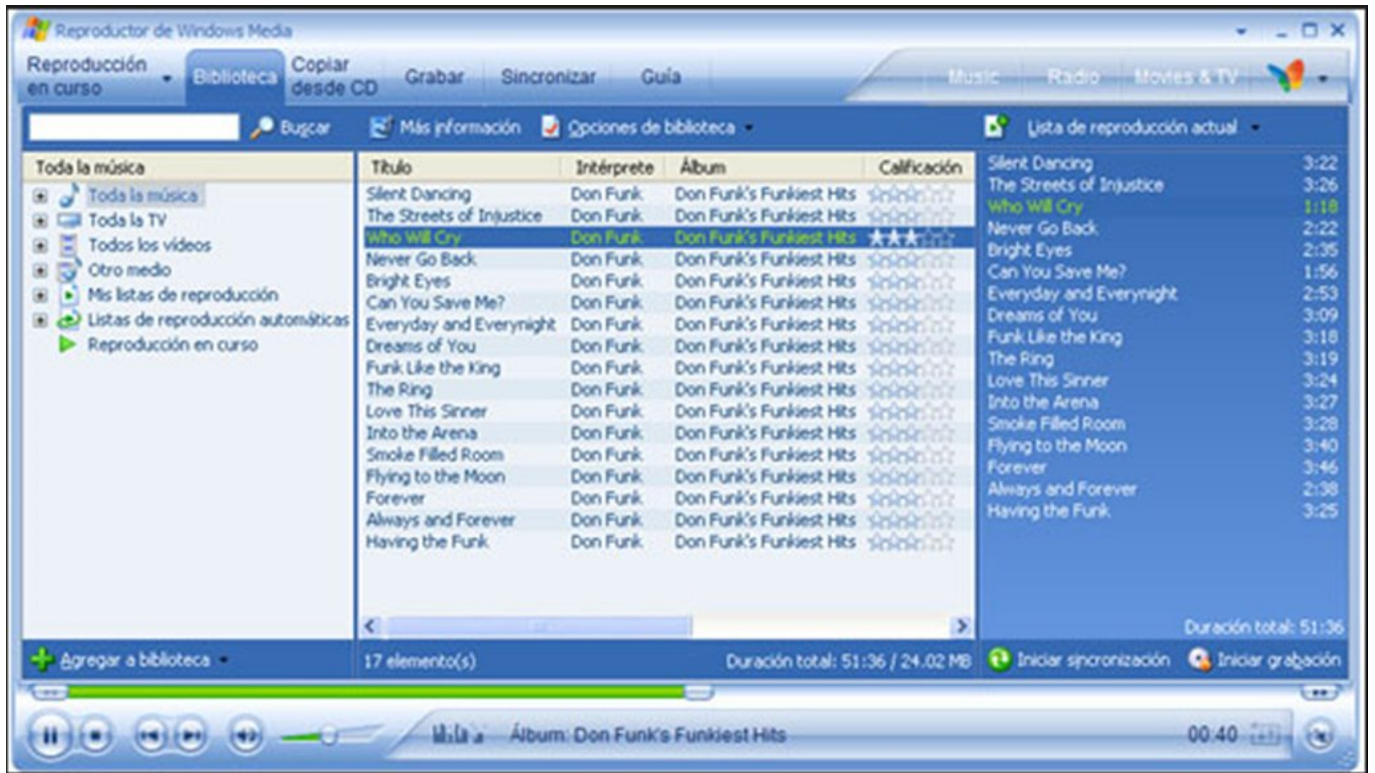 Reproductor de Windows Media
Reproducción en curso
Biblioteca
Copiar desde CD
Grabar
Sincronizar
Guía
Music
Radio
Movies & TV
Buscar
Más información
Opciones de biblioteca
Lista de reproducción actual
Toda la música
Toda la música
Toda la TV
Todos los vídeos
Otro medio
Mis listas de reproducción
Listas de reproducción automáticas
Reproducción en curso
Título Intérprete Álbum Calificación
Silent Dancing Don Funk Don Funk's Funkiest Hits
The Streets of Injustice Don Funk Don Funk's Funkiest Hits
Who Will Cry Don Funk Don Funk's Funkiest Hits
Never Go Back Don Funk Don Funk's Funkiest Hits
Bright Eyes Don Funk Don Funk's Funkiest Hits
Can You Save Me? Don Funk Don Funk's Funkiest Hits
Everyday and Everynight Don Funk Don Funk's Funkiest Hits
Dreams of You Don Funk Don Funk's Funkiest Hits
Funk Like the King Don Funk Don Funk's Funkiest Hits
The Ring Don Funk Don Funk's Funkiest Hits
Love This Sinner Don Funk Don Funk's Funkiest Hits
Into the Arena Don Funk Don Funk's Funkiest Hits
Smoke Filled Room Don Funk Don Funk's Funkiest Hits
Flying to the Moon Don Funk Don Funk's Funkiest Hits
Forever Don Funk Don Funk's Funkiest Hits
Always and Forever Don Funk Don Funk's Funkiest Hits
Having the Funk Don Funk Don Funk's Funkiest Hits
Silent Dancing 3:22
The Streets of Injustice 3:26
Who Will Cry 1:18
Never Go Back 2:22
Bright Eyes 2:35
Can You Save Me? 1:56
Everyday and Everynight 2:53
Dreams of You 3:09
Funk Like the King 3:18
The Ring 3:19
Love This Sinner 3:24
Into the Arena 3:27
Smoke Filled Room 3:28
Flying to the Moon 3:40
Forever 3:46
Always and Forever 2:38
Having the Funk 3:25
Duración total: 51:36
Agregar a biblioteca
17 elemento(s)
Duración total: 51:36 / 24.02 MB
Iniciar sincronización
Iniciar grabación
Álbum: Don Funk's Funkiest Hits
00:40